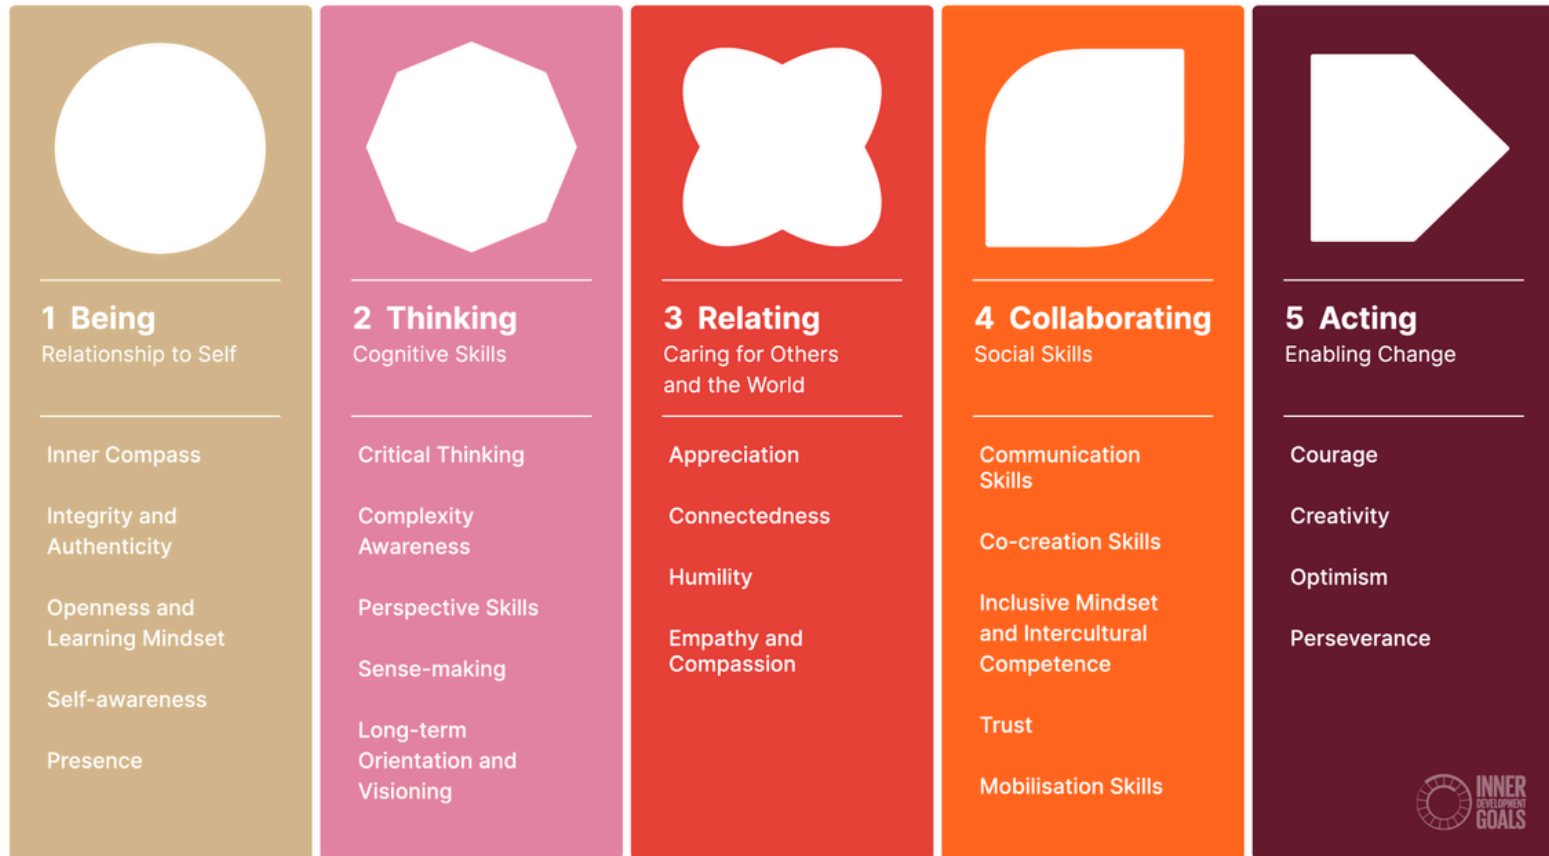 1 Being
Relationship to Self
Inner Compass
Integrity and
Authenticity
Openness and
Learning Mindset
Self-awareness
Presence
2 Thinking
Cognitive Skills
Critical Thinking
Complexity
Awareness
Perspective Skills
Sense-making
Long-term
Orientation and
Visioning
3 Relating
Caring for Others
and the World
Appreciation
Connectedness
Humility
Empathy and
Compassion
4 Collaborating
Social Skills
Communication
Skills
Co-creation Skills
Inclusive Mindset
and Intercultural
Competence
Trust
Mobilisation Skills
5 Acting
Enabling Change
Courage
Creativity
Optimism
Perseverance
INNER
DEVELOPMENT
GOALS